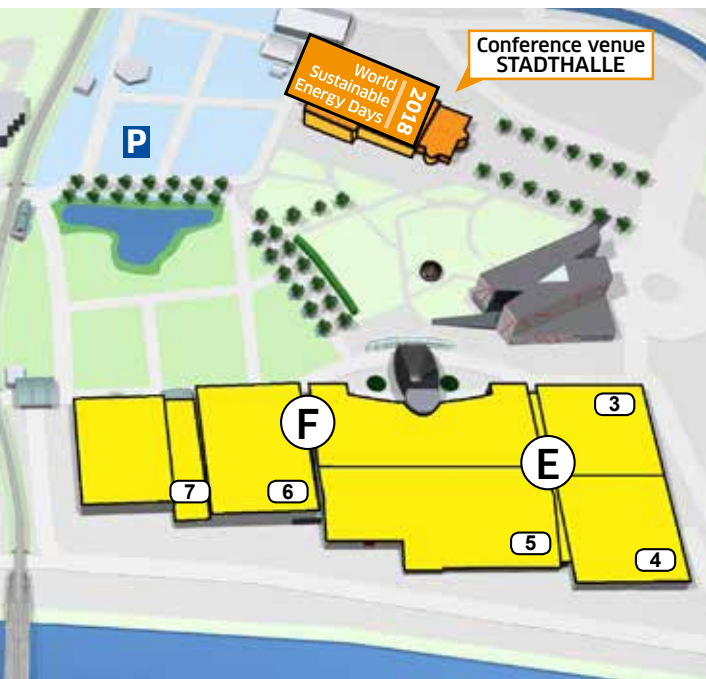 Conference venue
STADTHALLE
World
Sustainable
Energy Days
2018
P
3
F
E
7
6
5
4